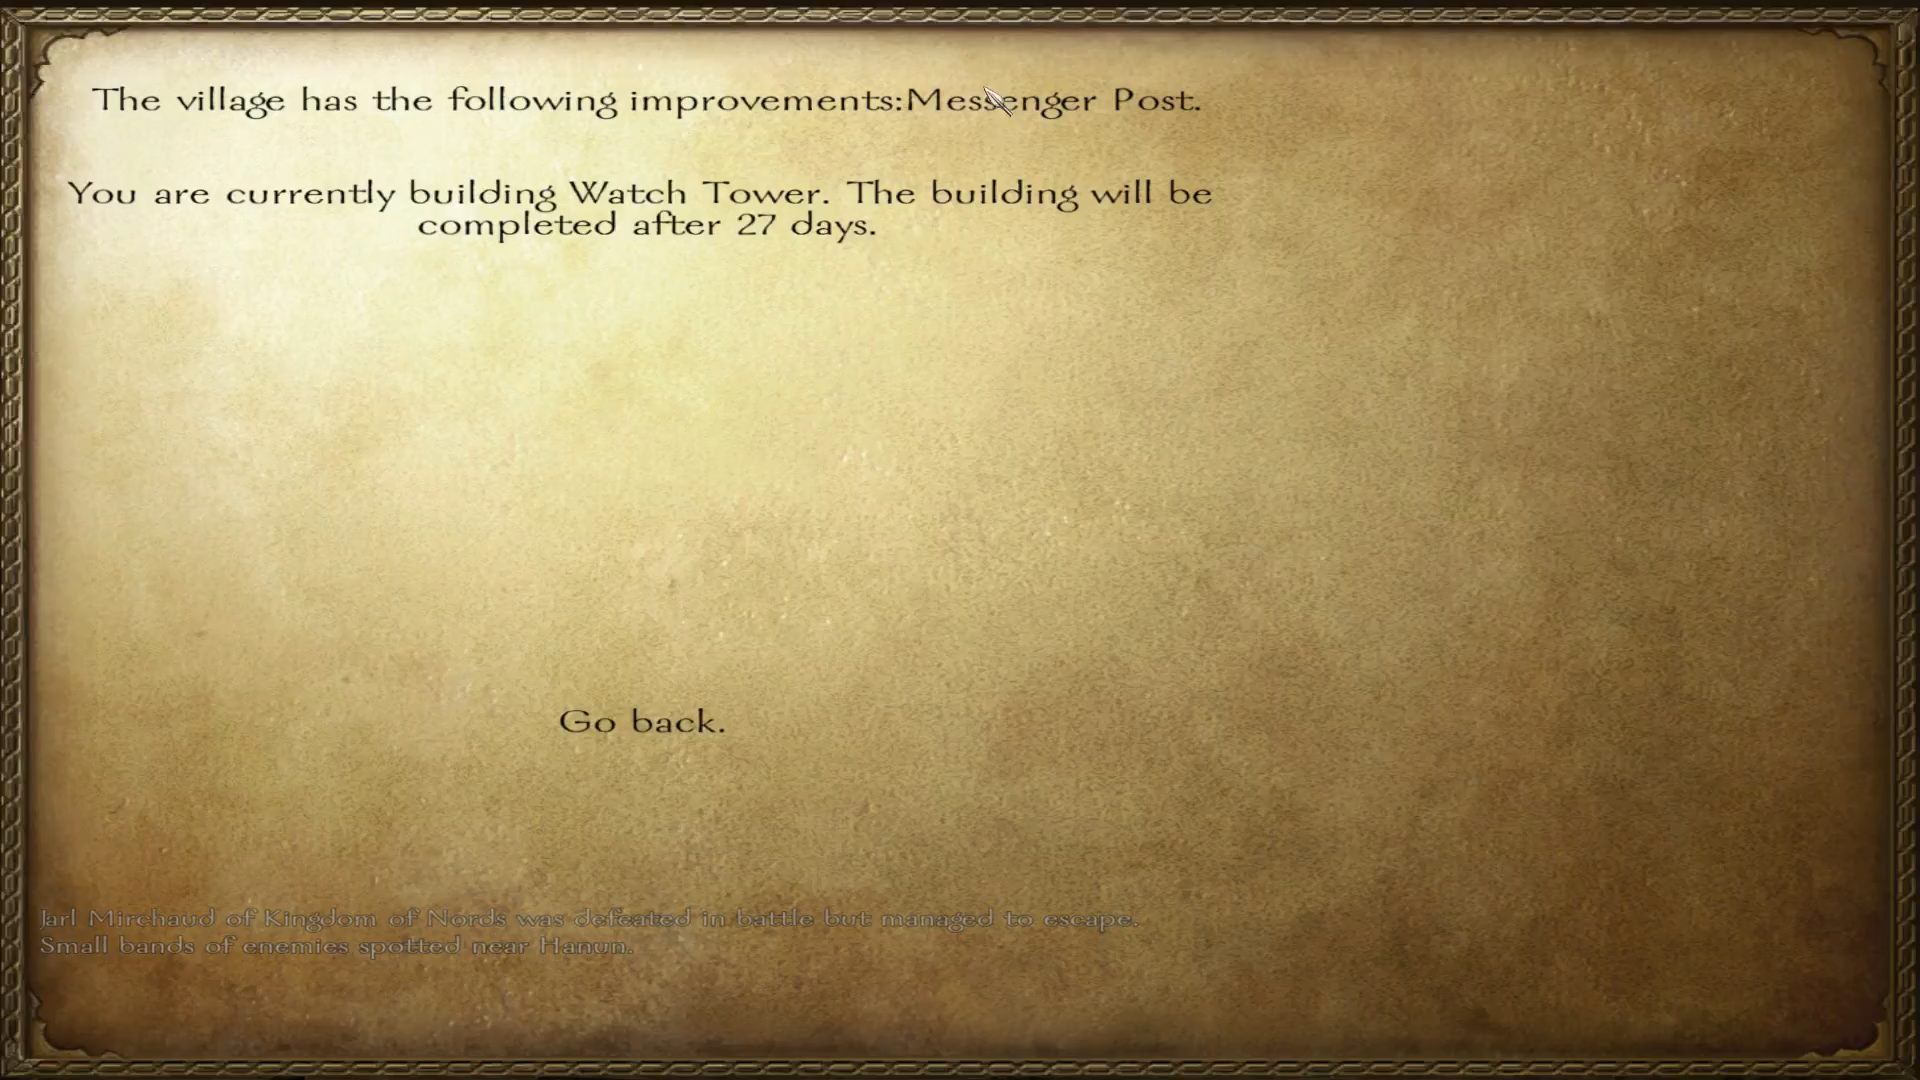 The village has the following improvements:Messenger Post.
You are currently building Watch Tower. The building will be
completed after 27 days.
Go back.
Jarl Mirchaud of Kingdom of Nords was defeated in battle but managed to escape.
Small bands of enemies spotted near Hanun.